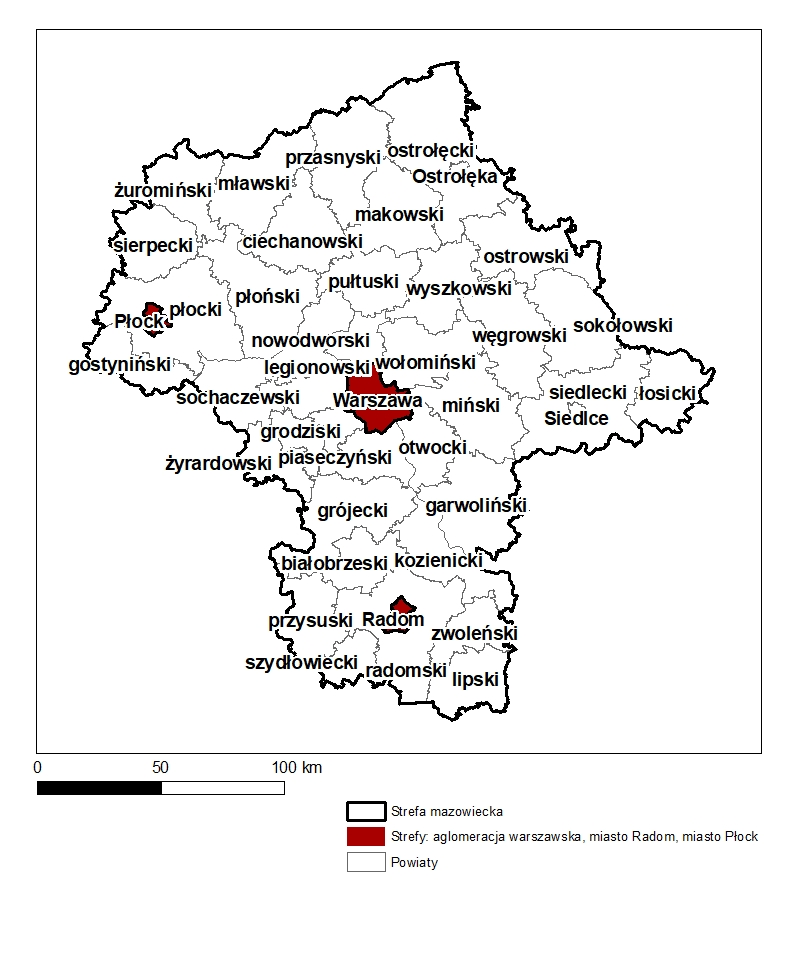 ostrołęcki
przasnyski
Ostrołęka
mławski
żuromiński
makowski
ciechanowski
sierpecki
ostrowski
pułtuski
wyszkowski
płoński
płocki
Płock
sokołowski
węgrowski
nowodworski
wołomiński
legionowski
gostyniński
siedlecki
łosicki
sochaczewski
Warszawa
miński
Siedlce
grodziski
otwocki
piaseczyński
żyrardowski
garwoliński
grójecki
kozienicki
białobrzeski
przysuski
Radom
zwoleński
szydłowiecki
radomski
lipski
0 50 100 km
Strefa mazowiecka
Strefy: aglomeracja warszawska, miasto Radom, miasto Płock
Powiaty